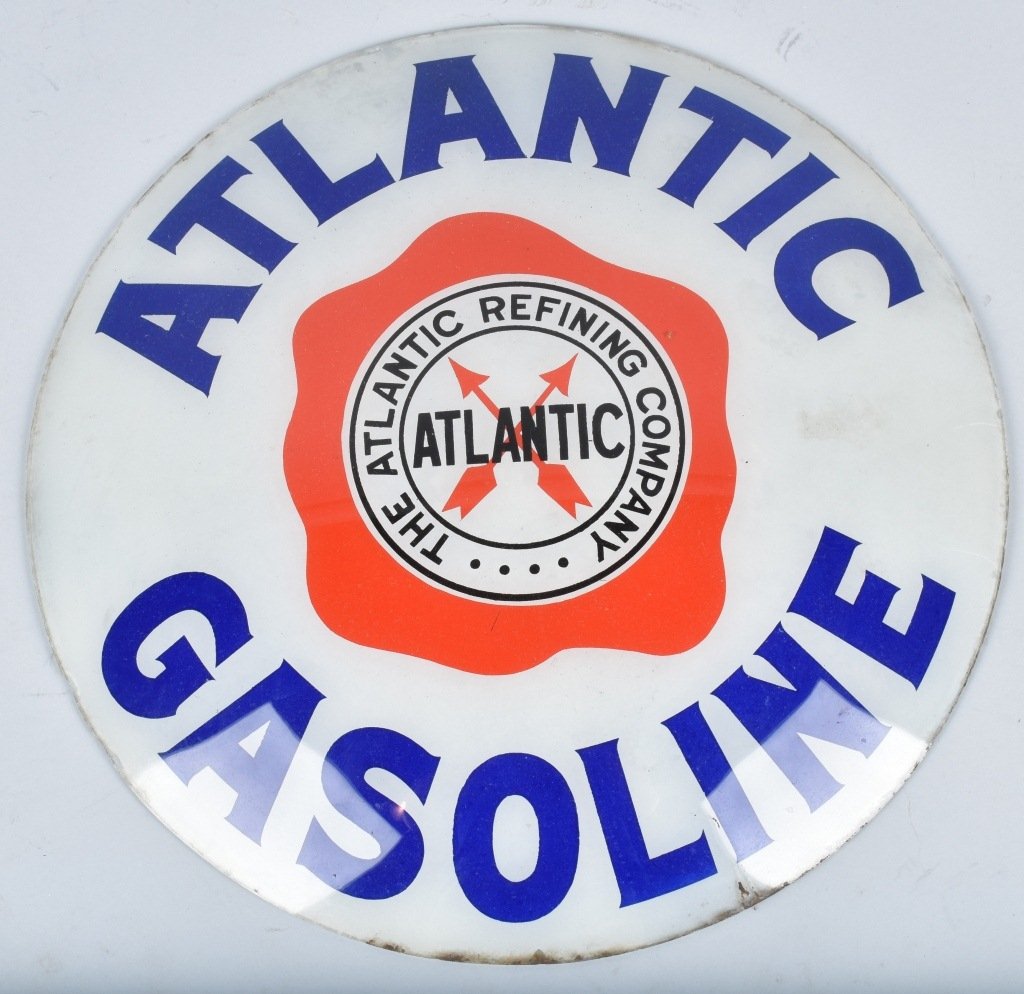 ATLANTIC
THE ATLANTIC REFINING COMPANY
ATLANTIC
GASOLINE